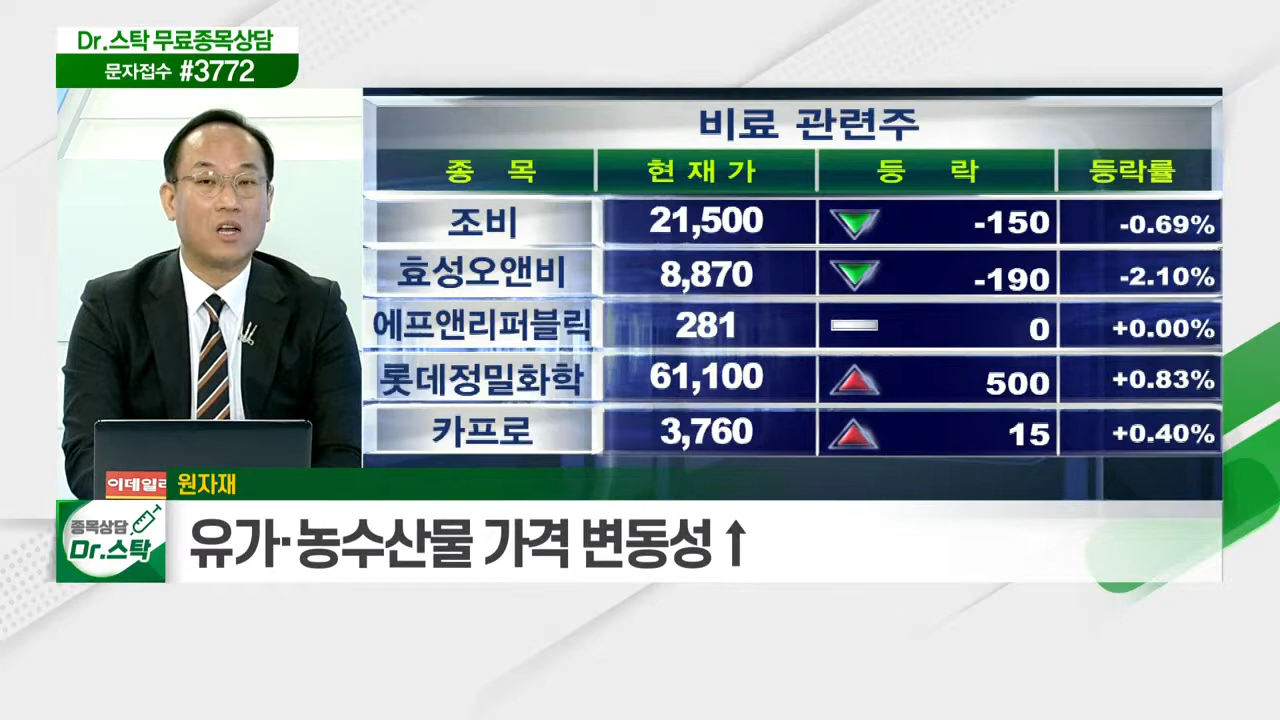 Dr.스탁 무료종목상담
문자접수 #3772
비료 관련주
종 목 현재가 등 락 등락률
조비 21,500 -150 -0.69%
효성오앤비 8,870 -190 -2.10%
에프앤리퍼블릭 281 0 +0.00%
롯데정밀화학 61,100 500 +0.83%
카프로 3,760 15 +0.40%
이데일리 원자재
종목상담
Dr.스탁
유가·농수산물 가격 변동성↑